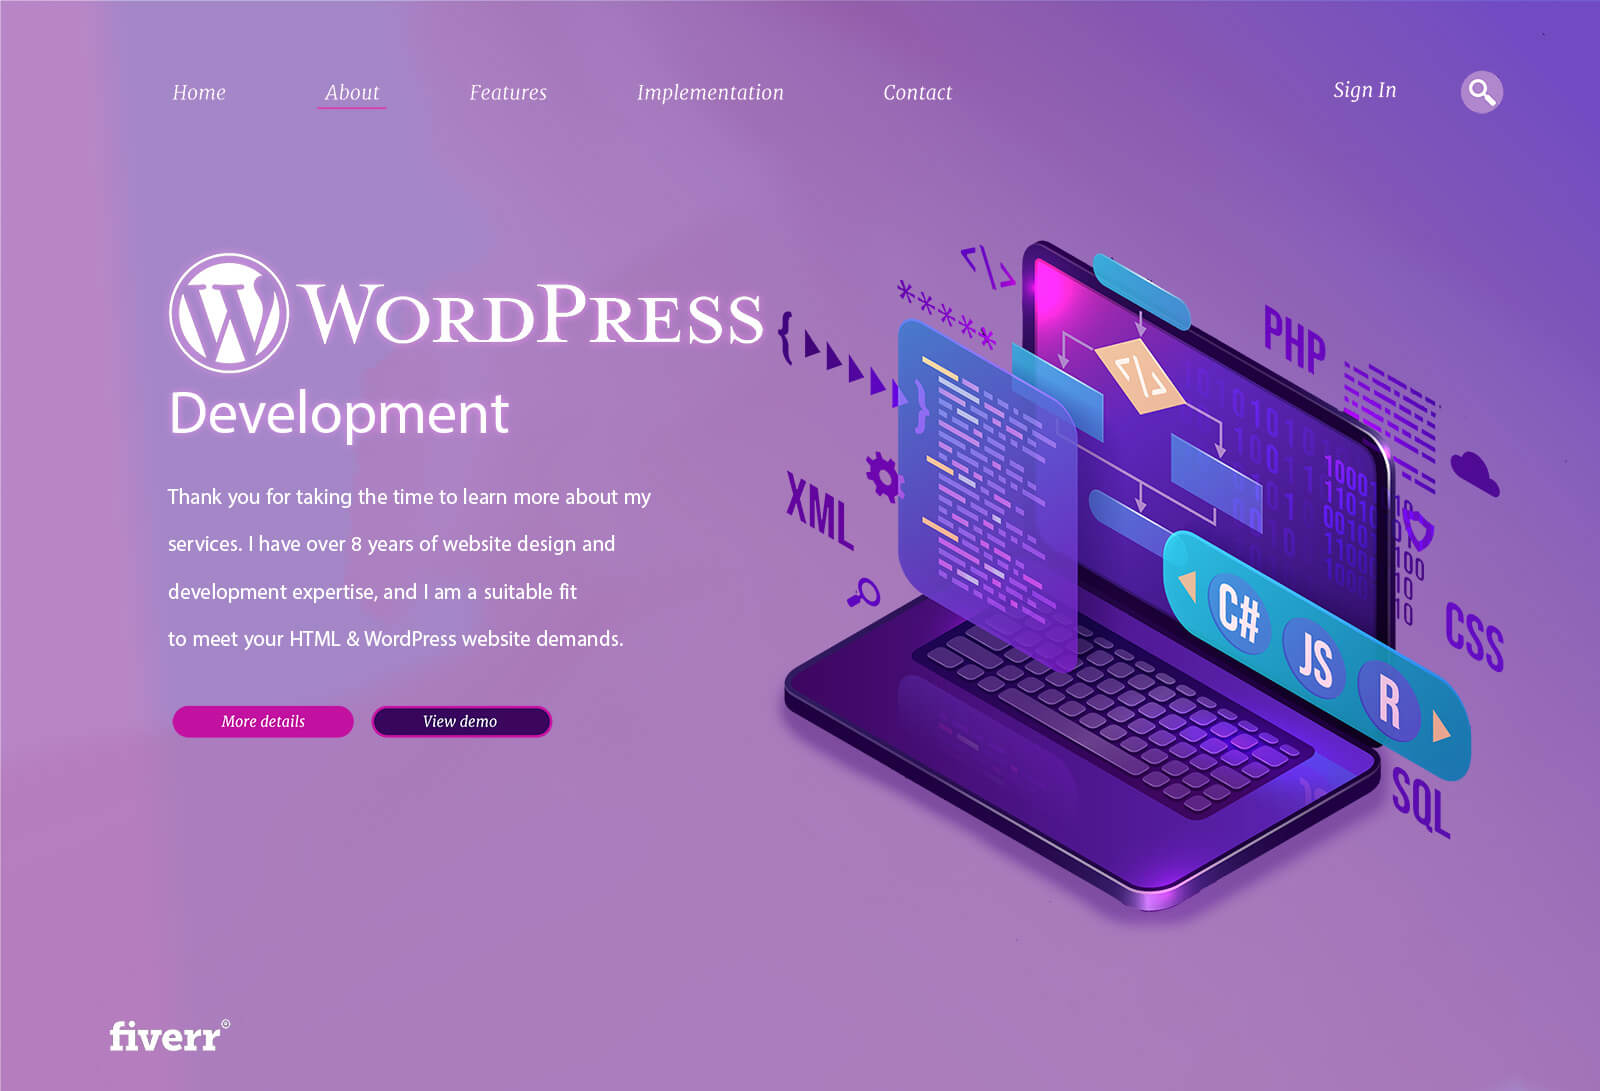 Home About Features Implementation Contact Sign In
WORDPRESS
Development
Thank you for taking the time to learn more about my
services. I have over 8 years of website design and
development expertise, and I am a suitable fit
to meet your HTML & WordPress website demands.
More details View demo
</>
*****
{
}
PHP
</>
XML
C#
JS
R
CSS
SQL
fiverr®